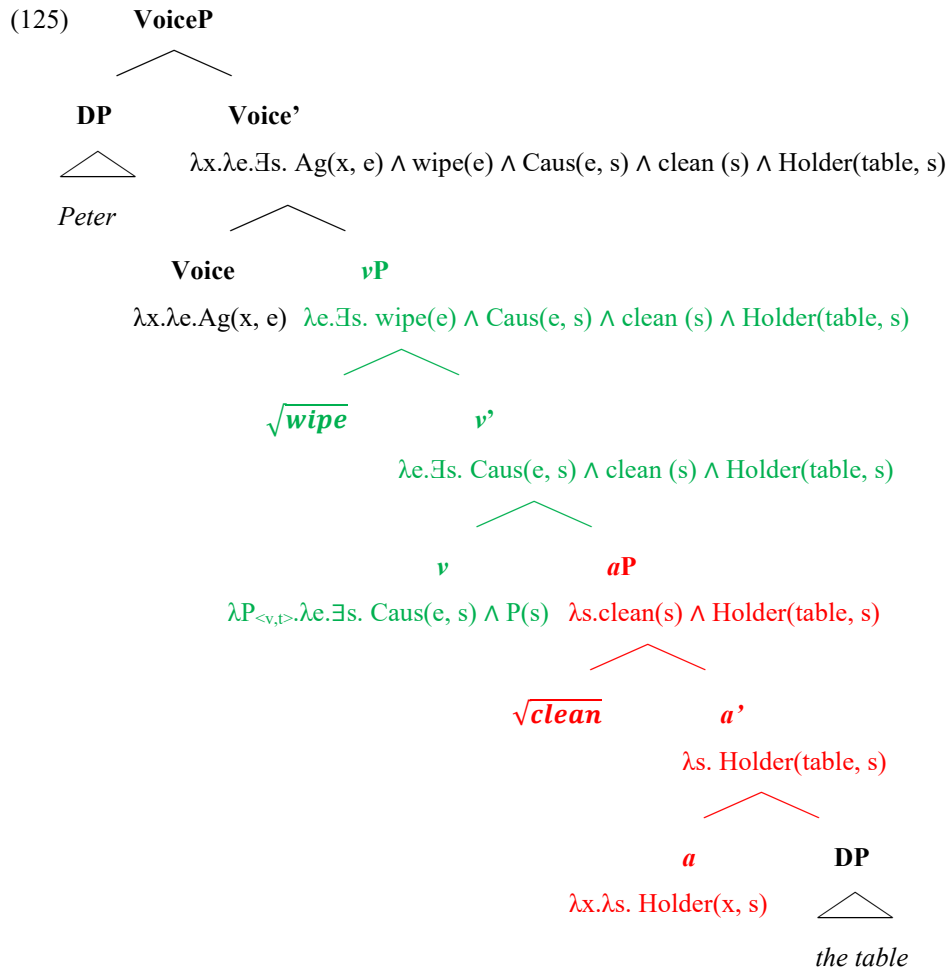 (125) VoiceP
DP Voice’
λx.λe.∃s. Ag(x, e) ∧ wipe(e) ∧ Caus(e, s) ∧ clean (s) ∧ Holder(table, s)
Peter
Voice vP
λx.λe.Ag(x, e) λe.∃s. wipe(e) ∧ Caus(e, s) ∧ clean (s) ∧ Holder(table, s)
√wipe v’
λe.∃s. Caus(e, s) ∧ clean (s) ∧ Holder(table, s)
v aP
λP<v,t>.λe.∃s. Caus(e, s) ∧ P(s) λs.clean(s) ∧ Holder(table, s)
√clean a’
λs. Holder(table, s)
a DP
λx.λs. Holder(x, s)
the table